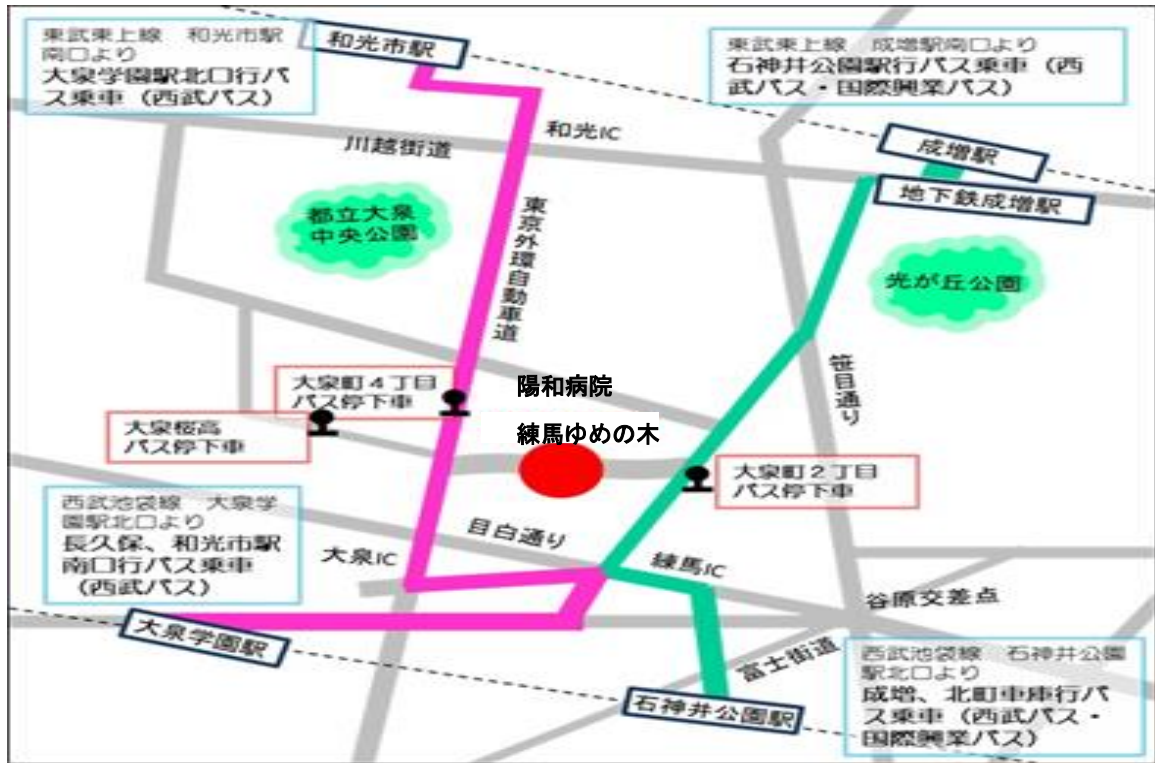 東武東上線　和光市駅
南口より
大泉学園駅北口行バ
ス乗車（西武バス）
和光市駅
東武東上線　成増駅南口より
石神井公園駅行バス乗車（西
武バス・国際興業バス）
和光IC
川越街道
成増駅
地下鉄成増駅
都立大泉
中央公園
東京外環自動車道
光が丘公園
笹目通り
大泉町４丁目
バス停下車
陽和病院
大泉桜高
バス停下車
練馬ゆめの木
大泉町２丁目
バス停下車
西武池袋線　大泉学
園駅北口より
長久保、和光市駅
南口行バス乗車
（西武バス）
目白通り
大泉IC
練馬IC
谷原交差点
大泉学園駅
富士街道
石神井公園駅
西武池袋線　石神井公園
駅北口より
成増、北町車庫行バ
ス乗車（西武バス・
国際興業バス）